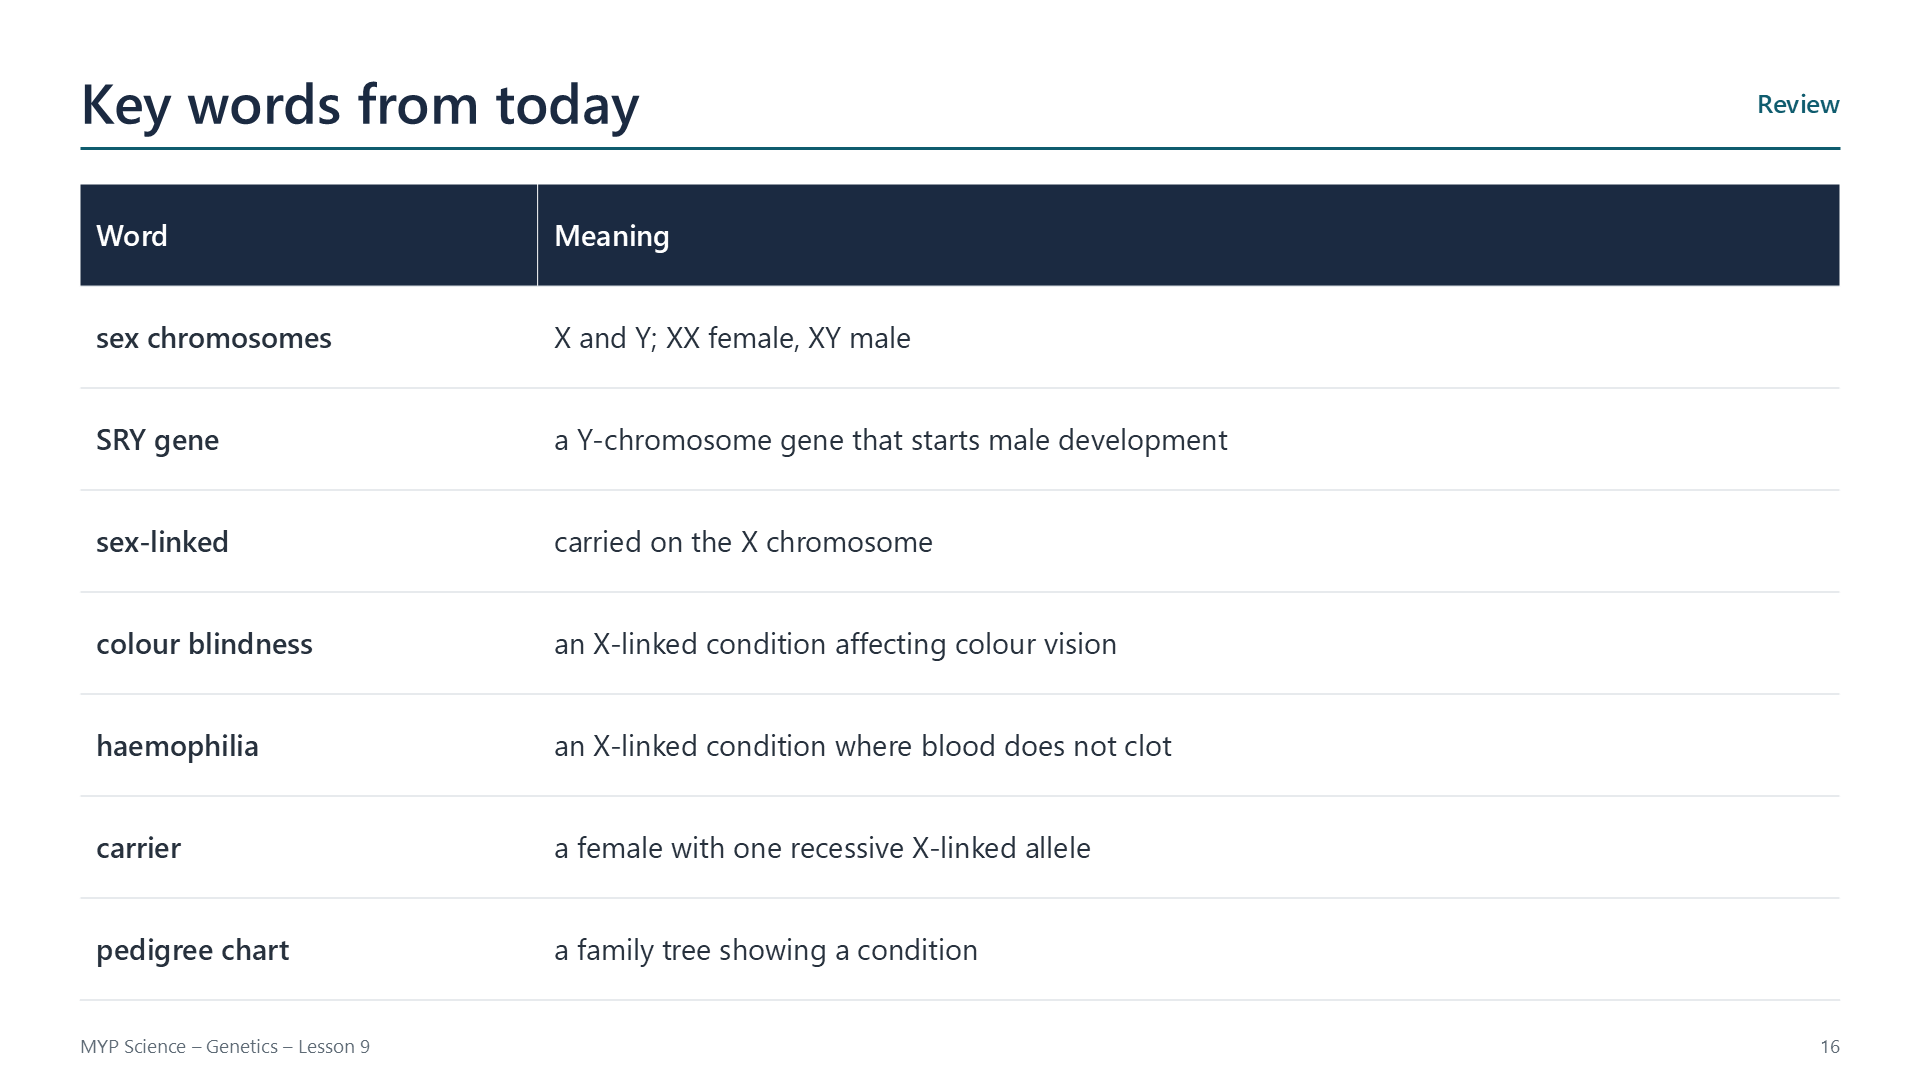 Key words from today
Review
Word
Meaning
sex chromosomes
X and Y; XX female, XY male
SRY gene
a Y-chromosome gene that starts male development
sex-linked
carried on the X chromosome
colour blindness
an X-linked condition affecting colour vision
haemophilia
an X-linked condition where blood does not clot
carrier
a female with one recessive X-linked allele
pedigree chart
a family tree showing a condition
MYP Science – Genetics – Lesson 9
16